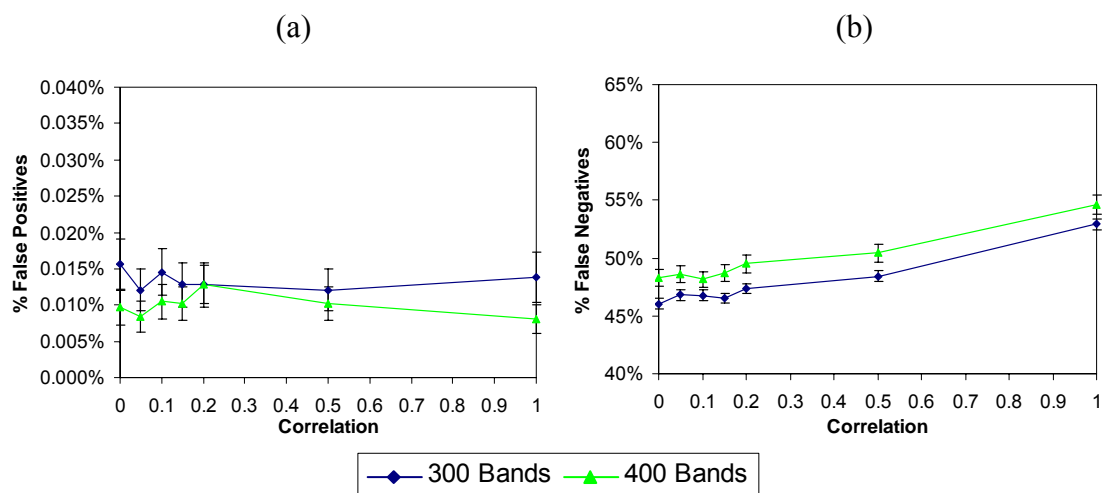 (a)
0.040%
0.035%
0.030%
0.025%
0.020%
0.015%
0.010%
0.005%
0.000%
% False Positives
0 0.1 0.2 0.3 0.4 0.5 0.6 0.7 0.8 0.9 1
Correlation
(b)
65%
60%
55%
50%
45%
40%
% False Negatives
0 0.1 0.2 0.3 0.4 0.5 0.6 0.7 0.8 0.9 1
Correlation
300 Bands
400 Bands